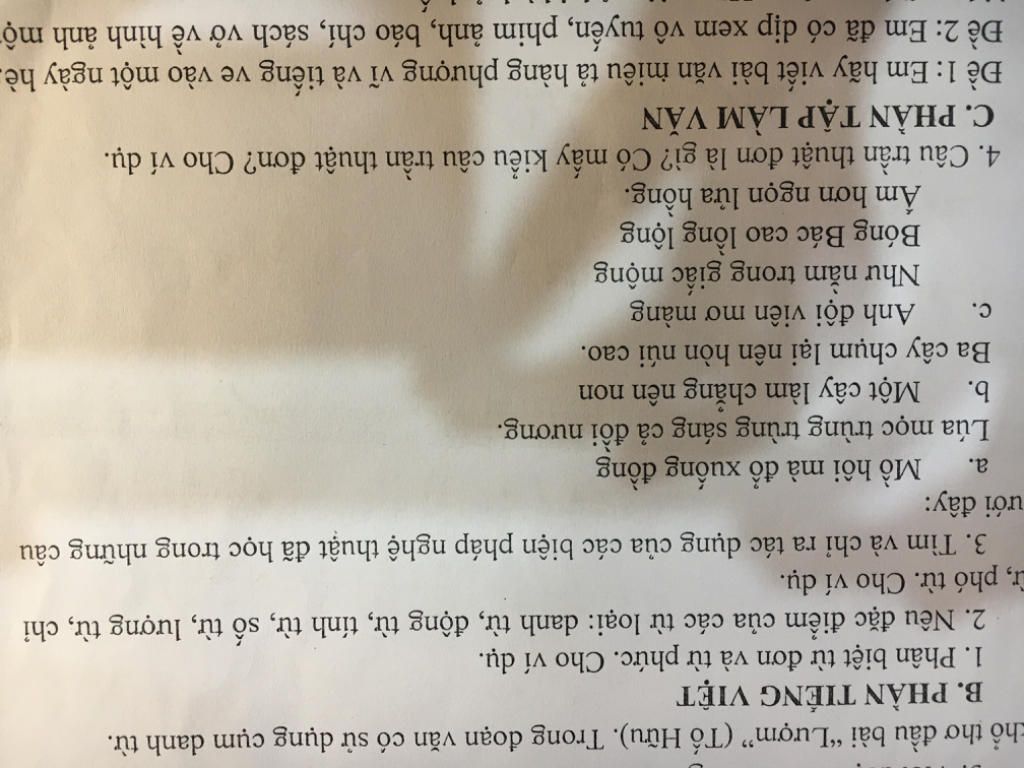 thổ thơ đầu bài “Lượm” (Tố Hữu). Trong đoạn văn có sử dụng cụm danh từ.
B. PHẦN TIẾNG VIỆT
1. Phân biệt từ đơn và từ phức. Cho ví dụ.
2. Nêu đặc điểm của các từ loại: danh từ, động từ, tính từ, số từ, lượng từ, chỉ
từ, phó từ. Cho ví dụ.
3. Tìm và chỉ ra tác dụng của các biện pháp nghệ thuật đã học trong những câu
ưới đây:
a. Mồ hôi mà đổ xuống đồng
Lúa mọc trùng trùng sáng cả đồi nương.
b. Một cây làm chẳng nên non
Ba cây chụm lại nên hòn núi cao.
c. Anh đội viên mơ màng
Như nằm trong giấc mộng
Bóng Bác cao lồng lộng
Ấm hơn ngọn lửa hồng.
4. Câu trần thuật đơn là gì? Có mấy kiểu câu trần thuật đơn? Cho ví dụ.
C. PHẦN TẬP LÀM VĂN
Đề 1: Em hãy viết bài văn miêu tả hàng phượng vĩ và tiếng ve vào một ngày hè.
Đề 2: Em đã có dịp xem vô tuyến, phim ảnh, báo chí, sách vở về hình ảnh một